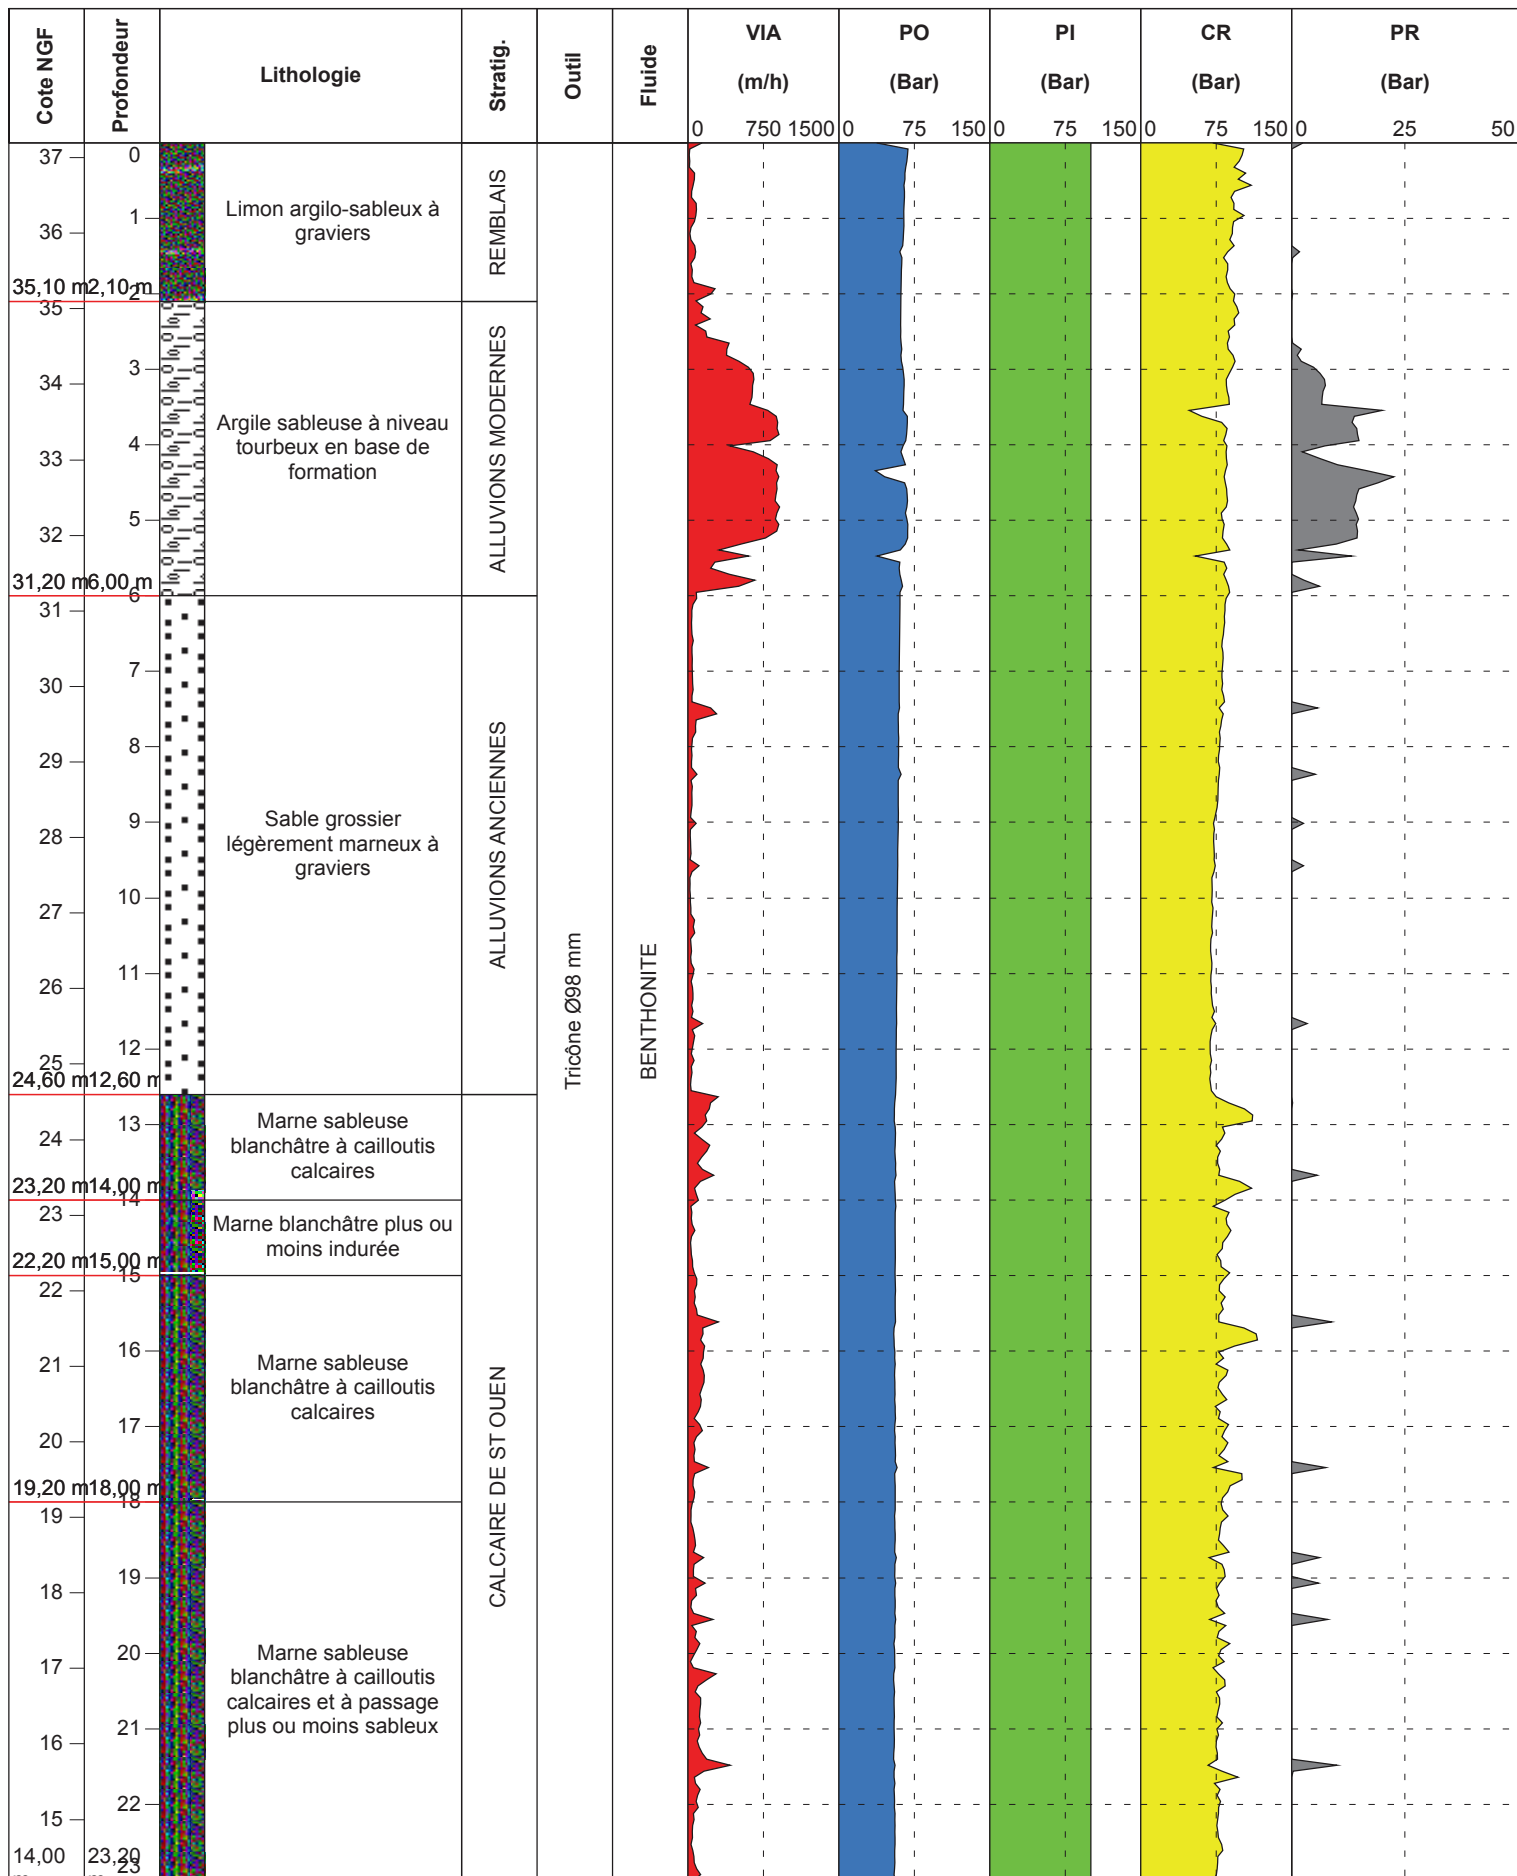 Cote NGF
Profondeur
Lithologie
Stratig.
Outil
Fluide
VIA
(m/h)
0 750 1500
PO
(Bar)
0 75 150
PI
(Bar)
0 75 150
CR
(Bar)
0 75 150
PR
(Bar)
0 25 50
37
36
35,10 m
35
34
33
32
31,20 m
31
30
29
28
27
26
25
24,60 m
24
23,20 m
23
22,20 m
22
21
20
19,20 m
19
18
17
16
15
14,00
0
1
2,10 m
2
3
4
5
6,00 m
6
7
8
9
10
11
12
12,60 m
13
14,00 m
14
15,00 m
15
16
17
18,00 m
18
19
20
21
22
23,20
23
Limon argilo-sableux à
graviers
Argile sableuse à niveau
tourbeux en base de
formation
Sable grossier
légèrement marneux à
graviers
Marne sableuse
blanchâtre à cailloutis
calcaires
Marne blanchâtre plus ou
moins indurée
Marne sableuse
blanchâtre à cailloutis
calcaires
Marne sableuse
blanchâtre à cailloutis
calcaires et à passage
plus ou moins sableux
REMBLAIS
ALLUVIONS MODERNES
ALLUVIONS ANCIENNES
CALCAIRE DE ST OUEN
Tricône Ø98 mm
BENTHONITE